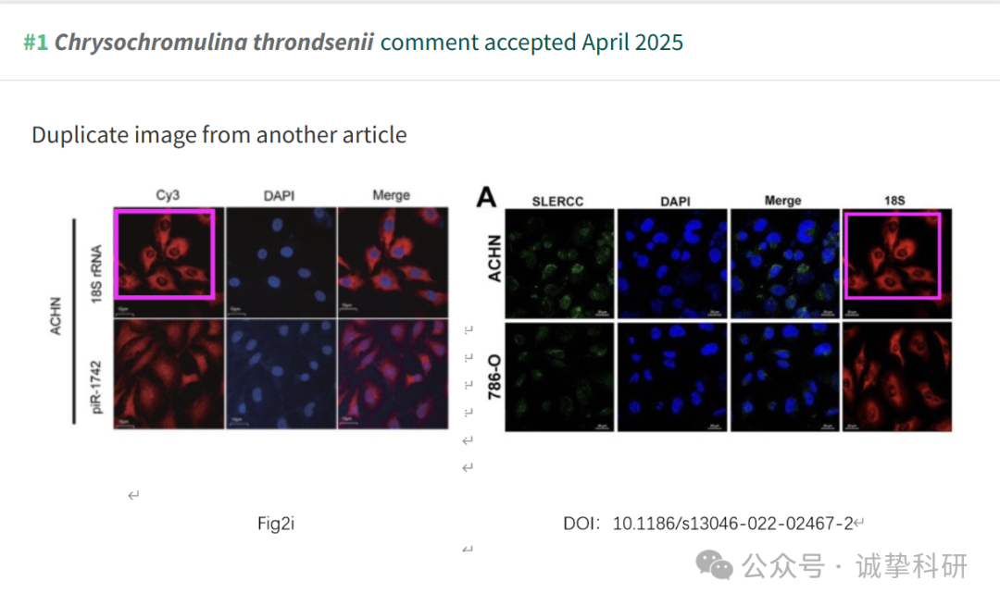 #1 Chrysochromulina throndsenii comment accepted April 2025
Duplicate image from another article
Cy3 DAPI Merge
ACHN
18S rRNA
piR-1742
A
SLERCC DAPI Merge 18S
ACHN
786-O
Fig2i
DOI: 10.1186/s13046-022-02467-2
公众号 · 诚挚科研